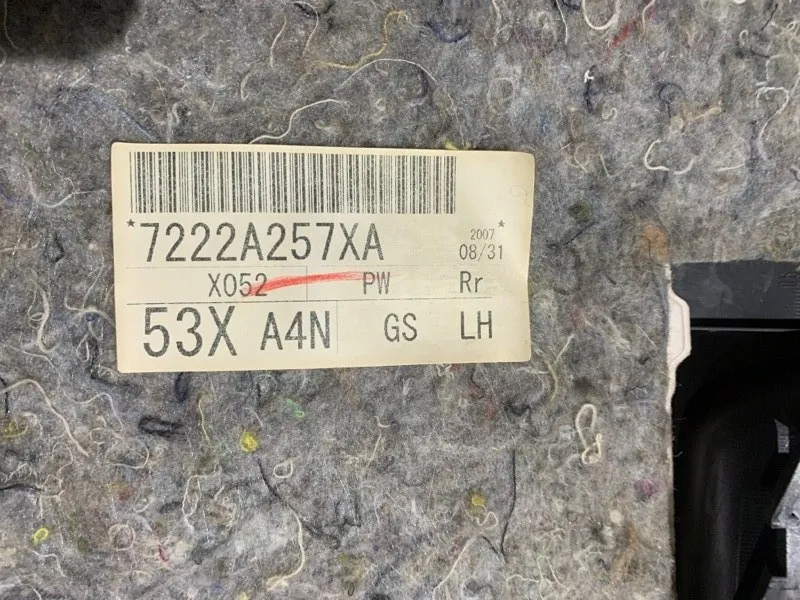 *7222A257XA*
2007
08/31
X052 PW Rr
53X A4N GS LH